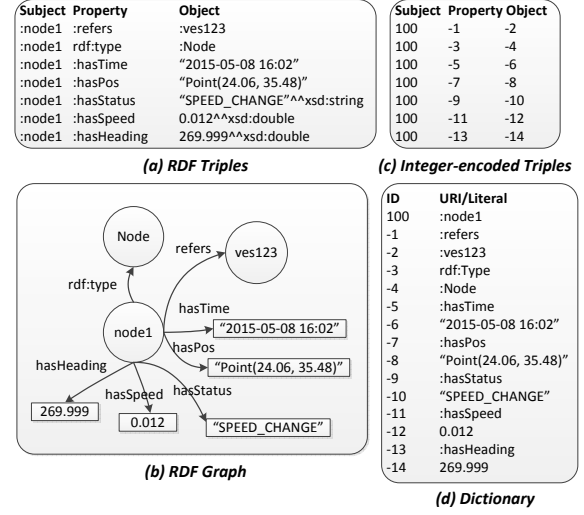 Subject Property Object
:node1 :refers :ves123
:node1 rdf:type :Node
:node1 :hasTime “2015-05-08 16:02”
:node1 :hasPos “Point(24.06, 35.48)”
:node1 :hasStatus “SPEED_CHANGE”^^xsd:string
:node1 :hasSpeed 0.012^^xsd:double
:node1 :hasHeading 269.999^^xsd:double
(a) RDF Triples
Subject Property Object
100 -1 -2
100 -3 -4
100 -5 -6
100 -7 -8
100 -9 -10
100 -11 -12
100 -13 -14
(c) Integer-encoded Triples
Node
refers
ves123
rdf:type
hasTime
node1
“2015-05-08 16:02”
hasPos
hasHeading
“Point(24.06, 35.48)”
hasSpeed
hasStatus
269.999
0.012
“SPEED_CHANGE”
(b) RDF Graph
ID URI/Literal
100 :node1
-1 :refers
-2 :ves123
-3 rdf:Type
-4 :Node
-5 :hasTime
-6 “2015-05-08 16:02”
-7 :hasPos
-8 “Point(24.06, 35.48)”
-9 :hasStatus
-10 “SPEED_CHANGE”
-11 :hasSpeed
-12 0.012
-13 :hasHeading
-14 269.999
(d) Dictionary